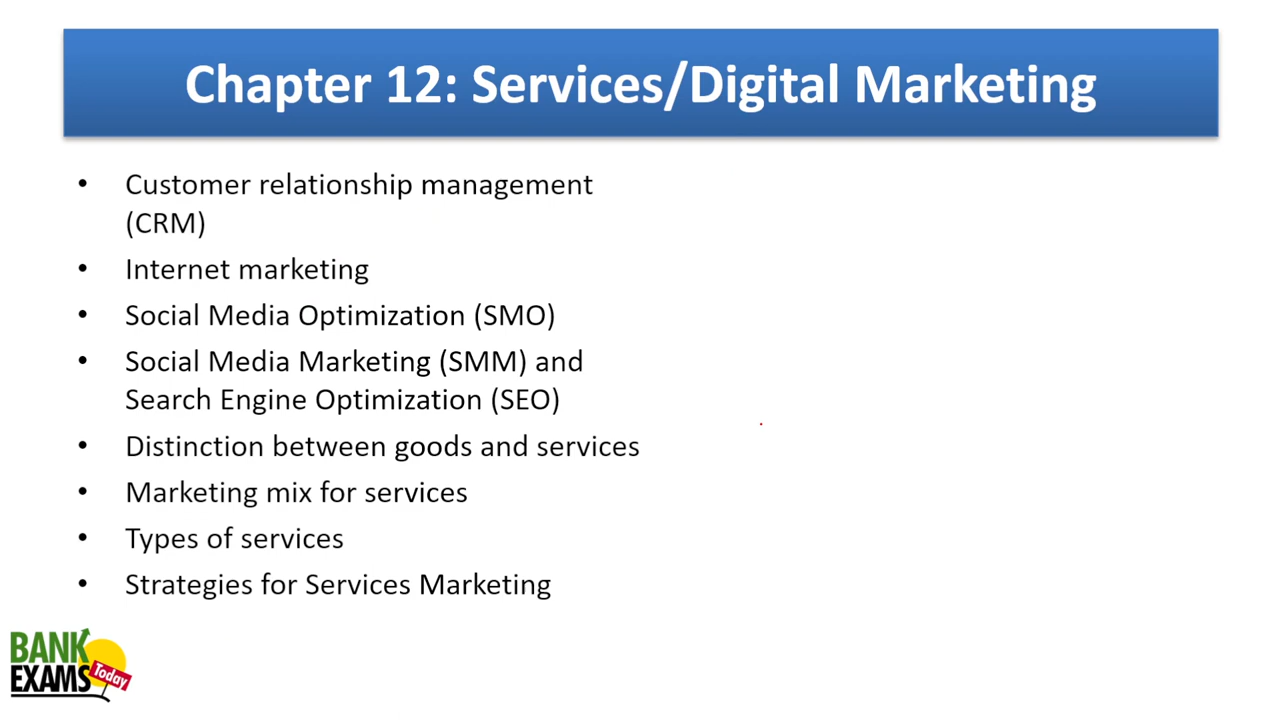 Chapter 12: Services/Digital Marketing
• Customer relationship management
(CRM)
• Internet marketing
• Social Media Optimization (SMO)
• Social Media Marketing (SMM) and
Search Engine Optimization (SEO)
• Distinction between goods and services
• Marketing mix for services
• Types of services
• Strategies for Services Marketing
BANK
EXAMS
Today